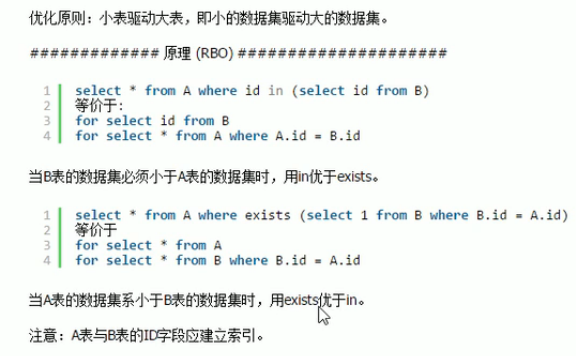 优化原则：小表驱动大表，即小的数据集驱动大的数据集。
############# 原理 (RBO) #####################
1 select * from A where id in (select id from B)
2 等价于：
3 for select id from B
4 for select * from A where A.id = B.id
当B表的数据集必须小于A表的数据集时，用in优于exists。
1 select * from A where exists (select 1 from B where B.id = A.id)
2 等价于
3 for select * from A
4 for select * from B where B.id = A.id
当A表的数据集系小于B表的数据集时，用exists优于in。
注意：A表与B表的ID字段应建立索引。